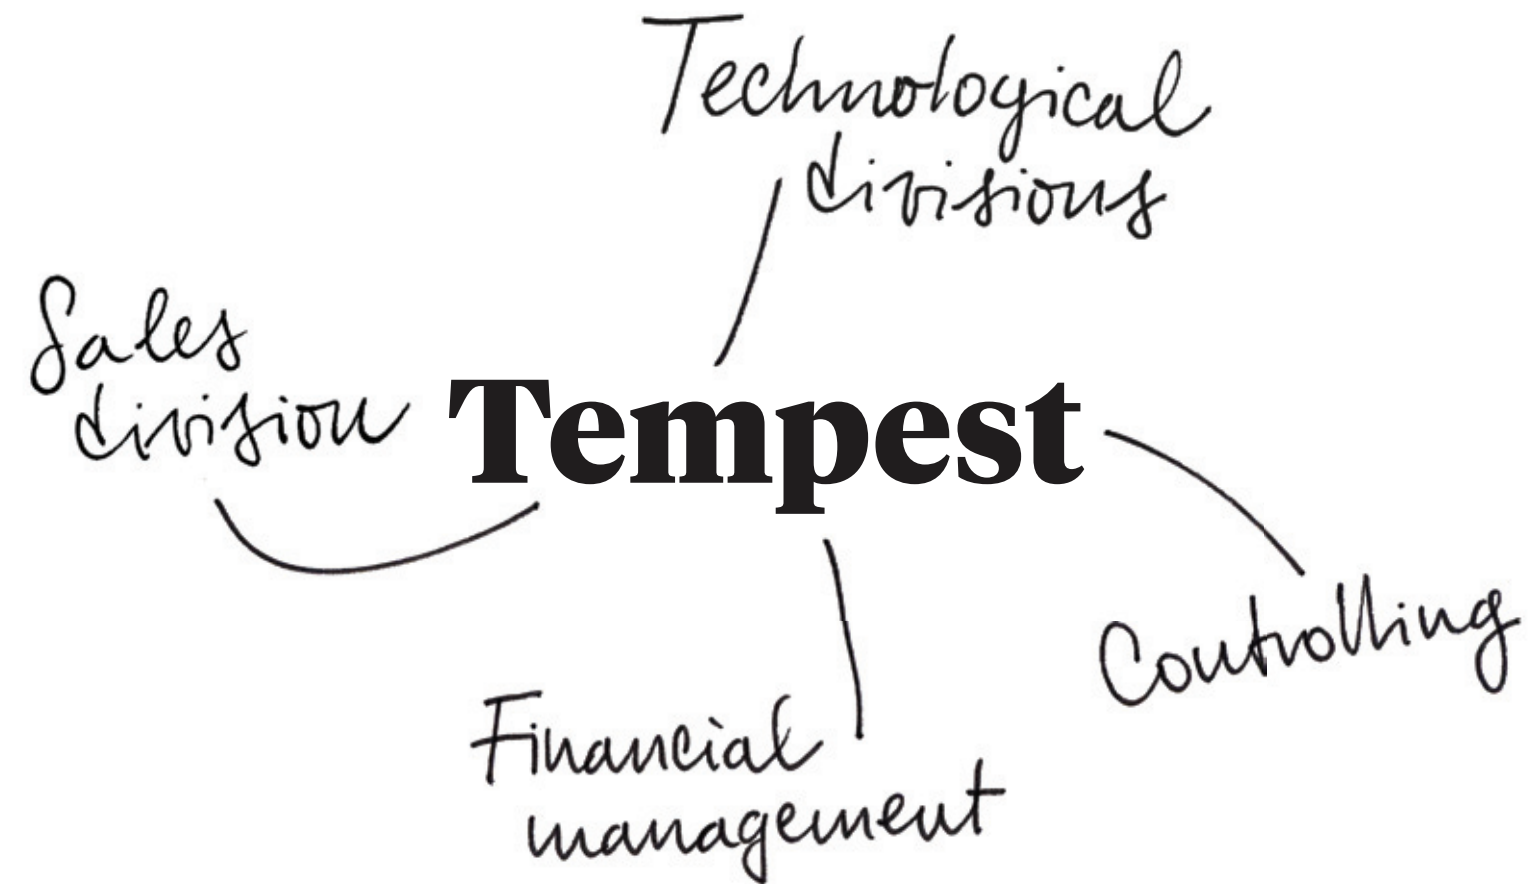 Technological
divisions
Sales
division
Tempest
Controlling
Financial
management